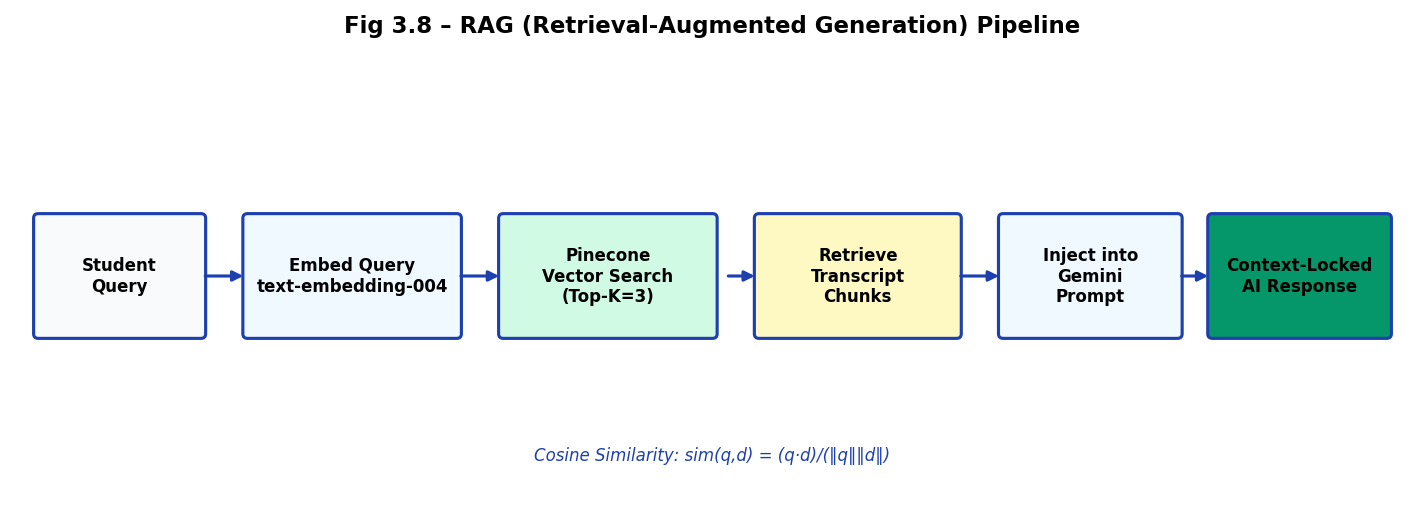 Fig 3.8 – RAG (Retrieval-Augmented Generation) Pipeline
Student
Query
Embed Query
text-embedding-004
Pinecone
Vector Search
(Top-K=3)
Retrieve
Transcript
Chunks
Inject into
Gemini
Prompt
Context-Locked
AI Response
Cosine Similarity: sim(q,d) = (q·d)/(‖q‖‖d‖)